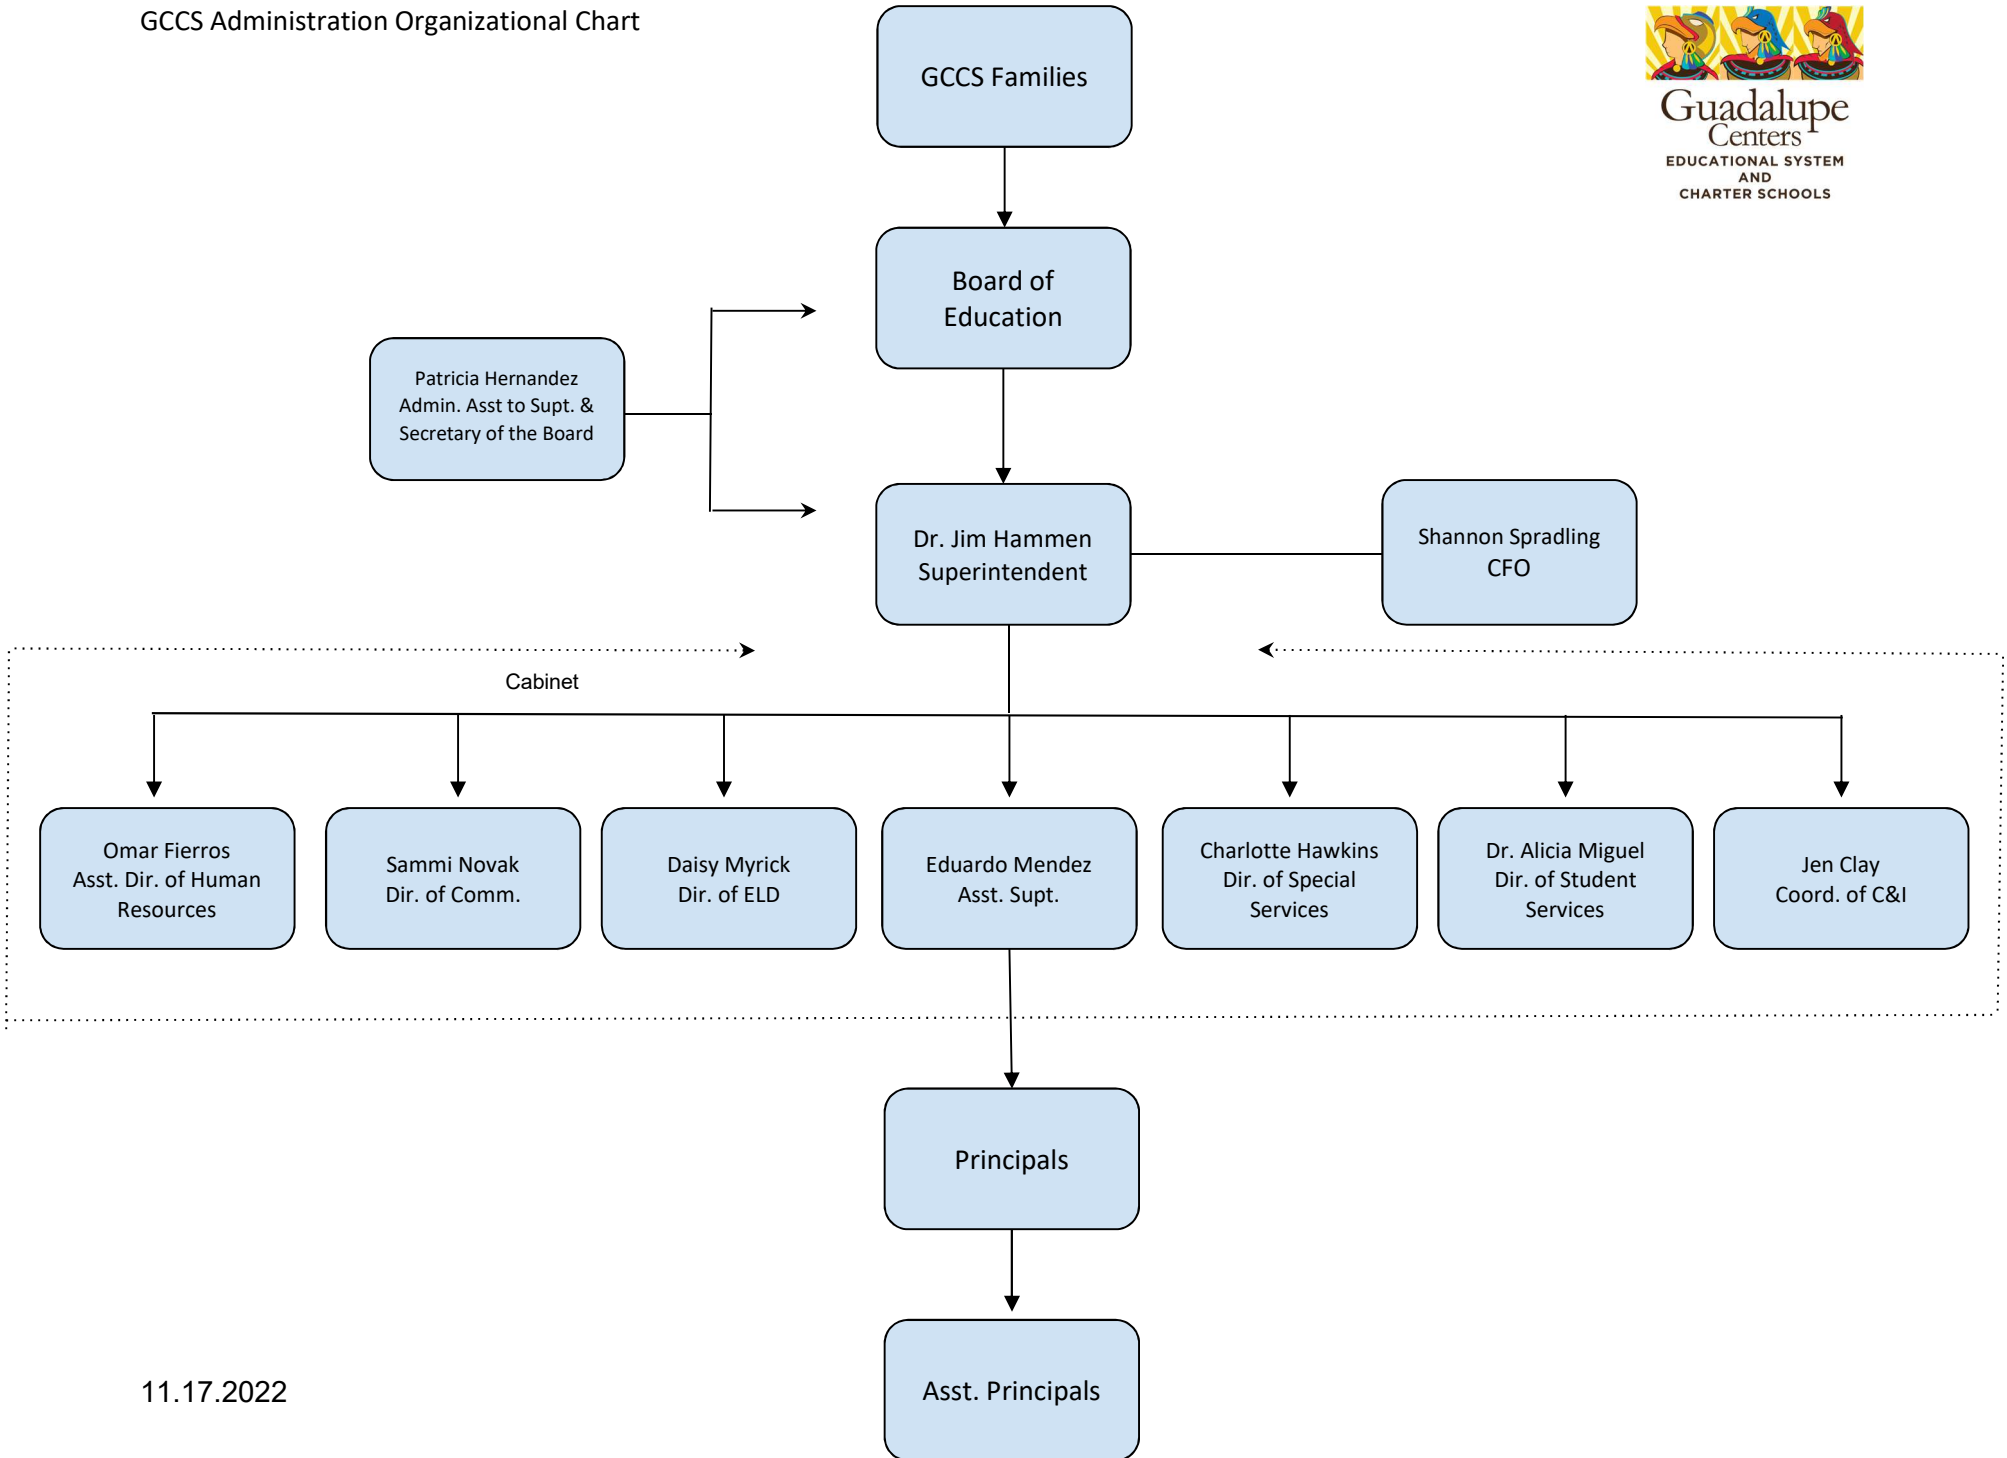 GCCS Administration Organizational Chart
GCCS Families
Guadalupe
Centers
EDUCATIONAL SYSTEM
AND
CHARTER SCHOOLS
Board of
Education
Patricia Hernandez
Admin. Asst to Supt. &
Secretary of the Board
Dr. Jim Hammen
Superintendent
Shannon Spradling
CFO
Cabinet
Omar Fierros
Asst. Dir. of Human
Resources
Sammi Novak
Dir. of Comm.
Daisy Myrick
Dir. of ELD
Eduardo Mendez
Asst. Supt.
Charlotte Hawkins
Dir. of Special
Services
Dr. Alicia Miguel
Dir. of Student
Services
Jen Clay
Coord. of C&I
Principals
Asst. Principals
11.17.2022